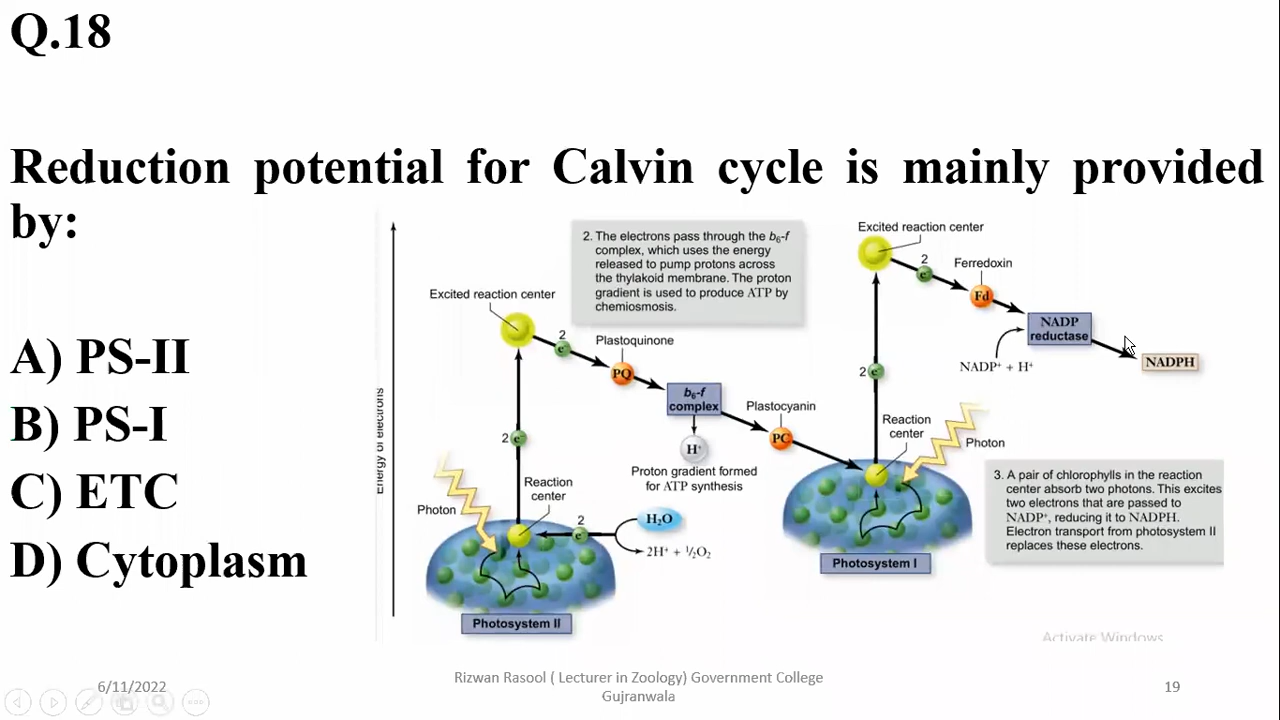 Q.18
Reduction potential for Calvin cycle is mainly provided
by:
A) PS-II
B) PS-I
C) ETC
D) Cytoplasm
Energy of electrons
2. The electrons pass through the b6-f
complex, which uses the energy
released to pump protons across
the thylakoid membrane. The proton
gradient is used to produce ATP by
chemiosmosis.
Excited reaction center
2
e-
Plastoquinone
PQ
b6-f
complex
H+
Proton gradient formed
for ATP synthesis
Plastocyanin
PC
2 e-
Photon
Reaction
center
2
e-
H2O
2H+ + 1/2O2
Photosystem II
Excited reaction center
2
e-
Ferredoxin
Fd
NADP
reductase
NADP+ + H+
NADPH
2 e-
Reaction
center
Photon
Photosystem I
3. A pair of chlorophylls in the reaction
center absorb two photons. This excites
two electrons that are passed to
NADP+, reducing it to NADPH.
Electron transport from photosystem II
replaces these electrons.
Activate Windows
6/11/2022
Rizwan Rasool ( Lecturer in Zoology) Government College
Gujranwala
19